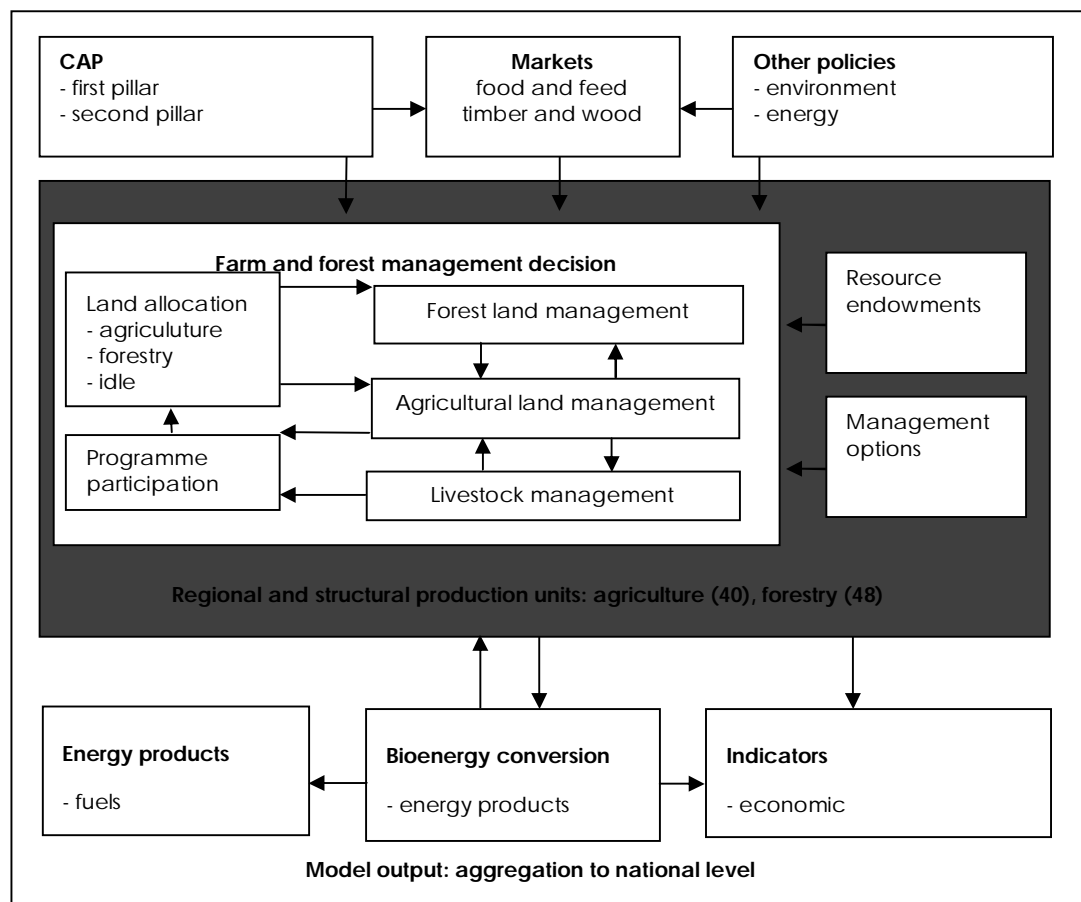 CAP
- first pillar
- second pillar
Markets
food and feed
timber and wood
Other policies
- environment
- energy
Farm and forest management decision
Land allocation
- agriculuture
- forestry
- idle
Forest land management
Agricultural land management
Programme
participation
Livestock management
Resource
endowments
Management
options
Regional and structural production units: agriculture (40), forestry (48)
Energy products
- fuels
Bioenergy conversion
- energy products
Indicators
- economic
Model output: aggregation to national level